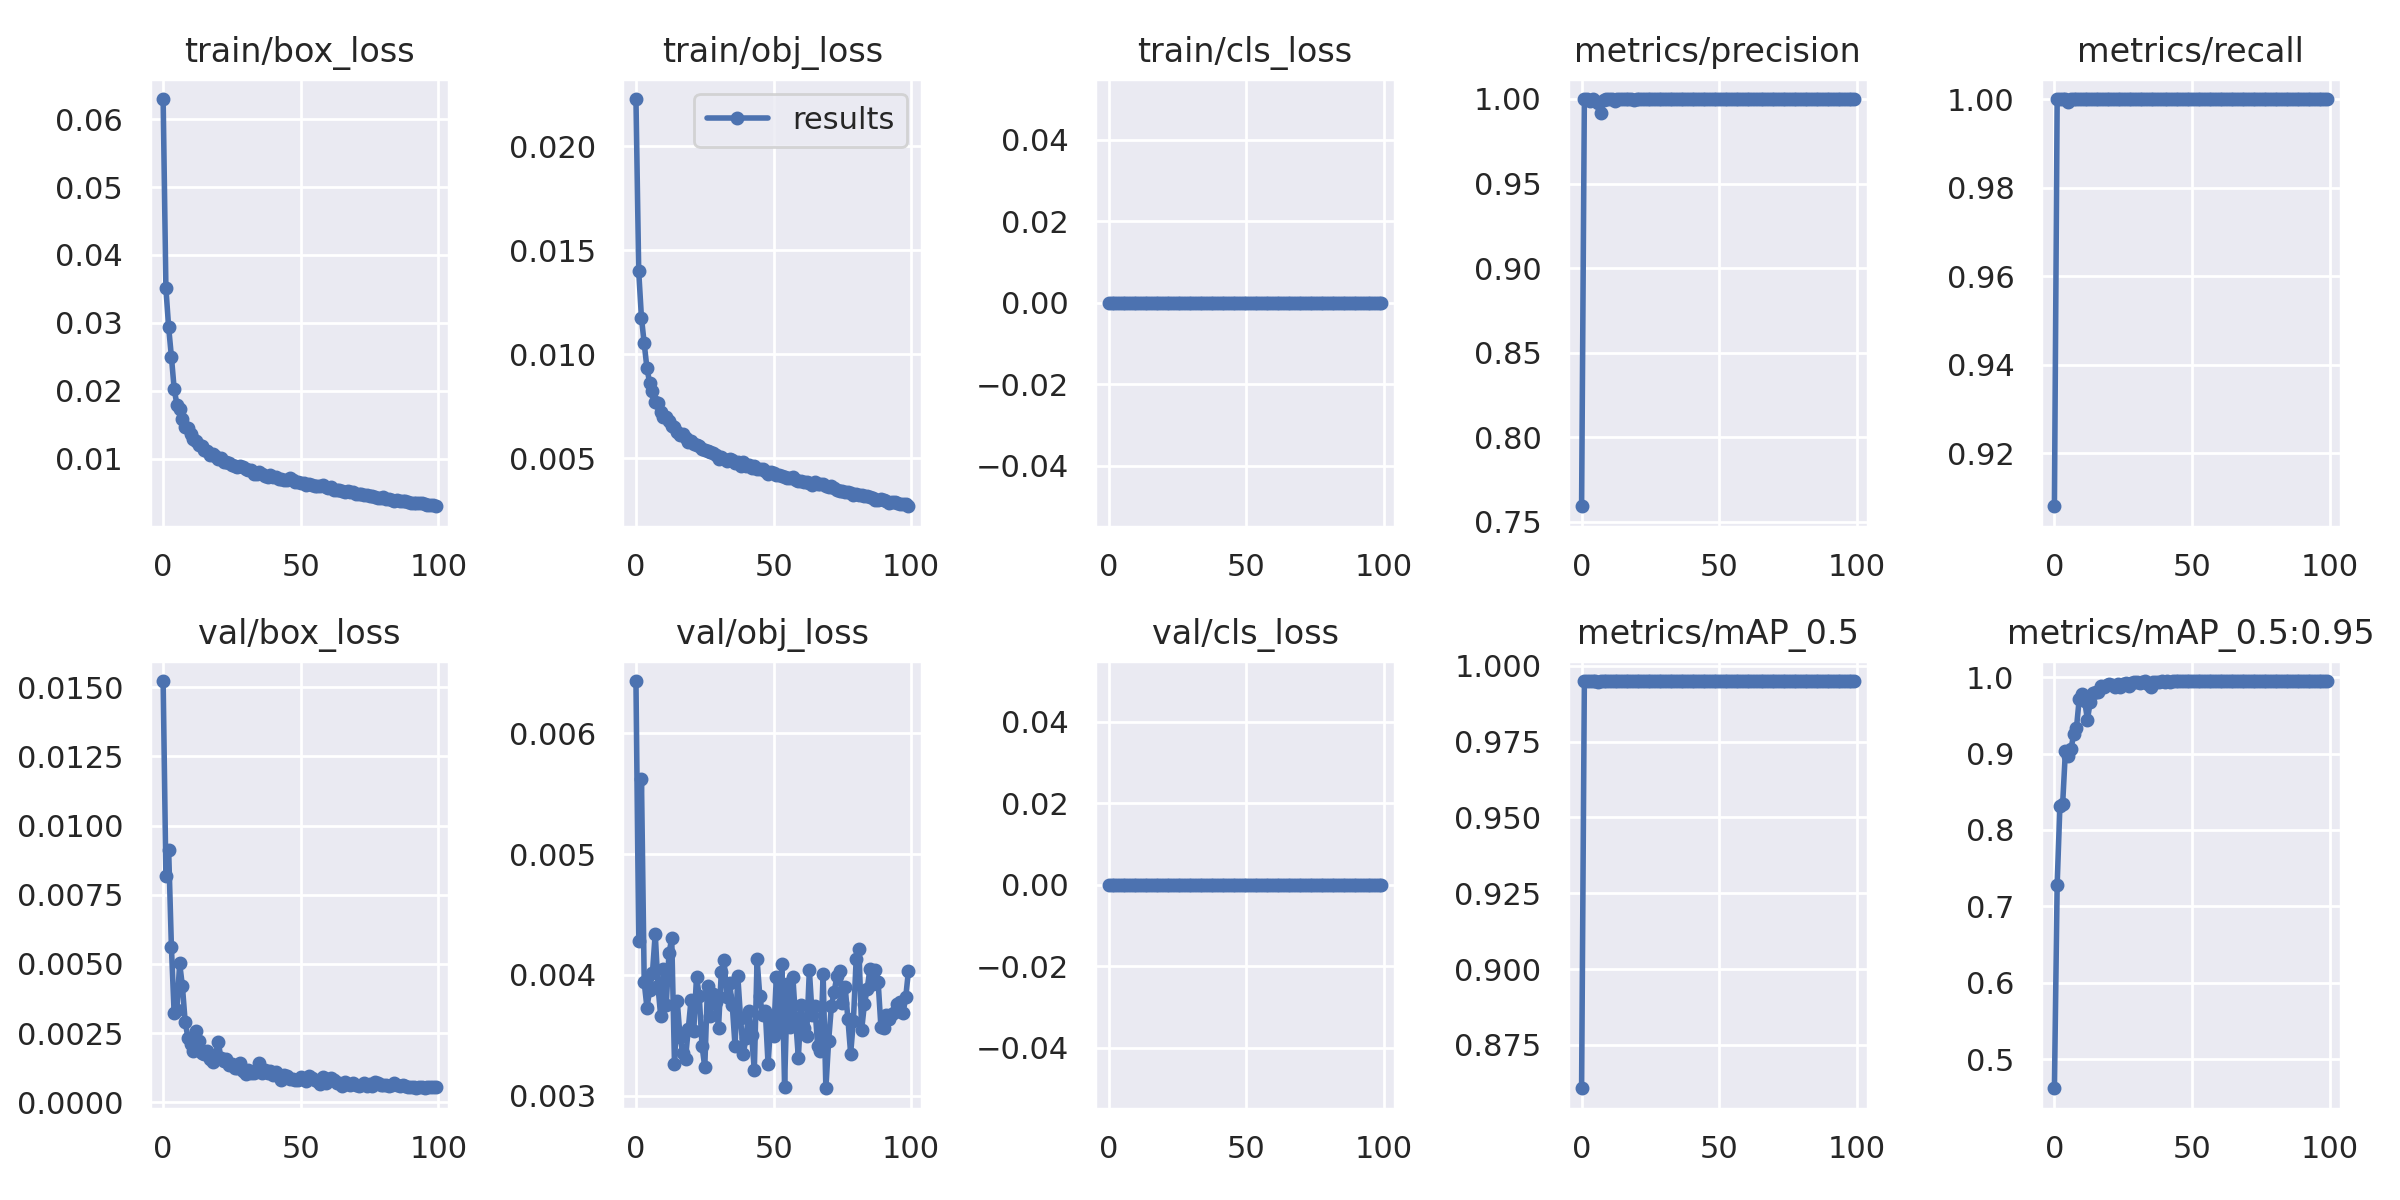 train/box_loss
0.06
0.05
0.04
0.03
0.02
0.01
0 50 100
train/obj_loss
results
0.020
0.015
0.010
0.005
0 50 100
train/cls_loss
0.04
0.02
0.00
−0.02
−0.04
0 50 100
metrics/precision
1.00
0.95
0.90
0.85
0.80
0.75
0 50 100
metrics/recall
1.00
0.98
0.96
0.94
0.92
0 50 100
val/box_loss
0.0150
0.0125
0.0100
0.0075
0.0050
0.0025
0.0000
0 50 100
val/obj_loss
0.006
0.005
0.004
0.003
0 50 100
val/cls_loss
0.04
0.02
0.00
−0.02
−0.04
0 50 100
metrics/mAP_0.5
1.000
0.975
0.950
0.925
0.900
0.875
0 50 100
metrics/mAP_0.5:0.95
1.0
0.9
0.8
0.7
0.6
0.5
0 50 100